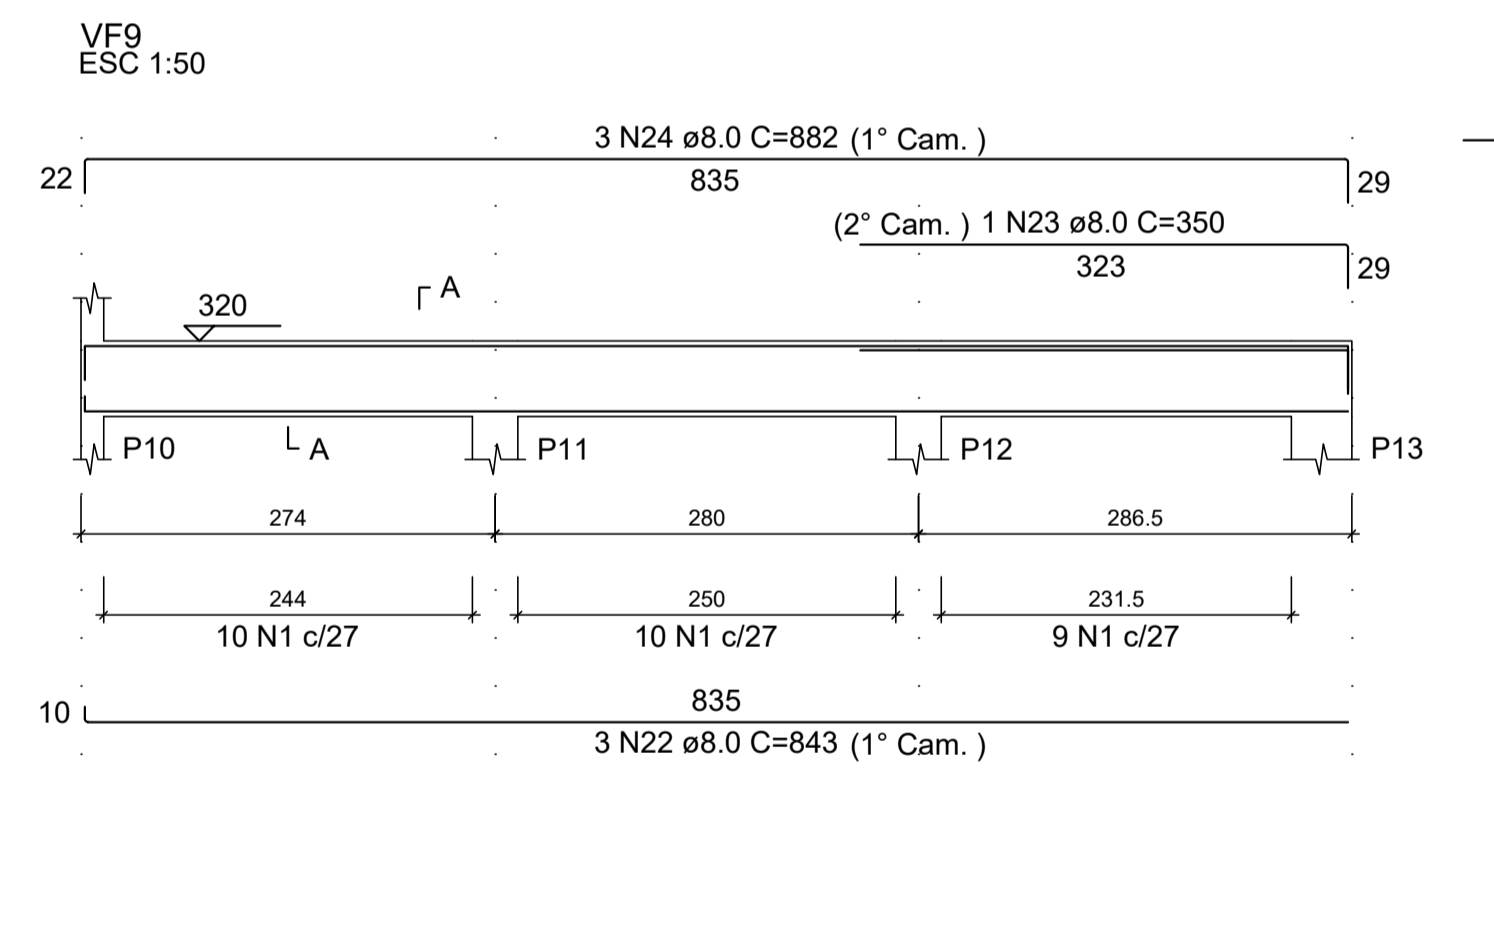 VF9
ESC 1:50
3 N24 ø8.0 C=882 (1° Cam. )
22
835
29
(2° Cam. ) 1 N23 ø8.0 C=350
323
29
A
320
P10
A
P11
P12
P13
274
280
286.5
244
250
231.5
10 N1 c/27
10 N1 c/27
9 N1 c/27
835
10
3 N22 ø8.0 C=843 (1° Cam. )